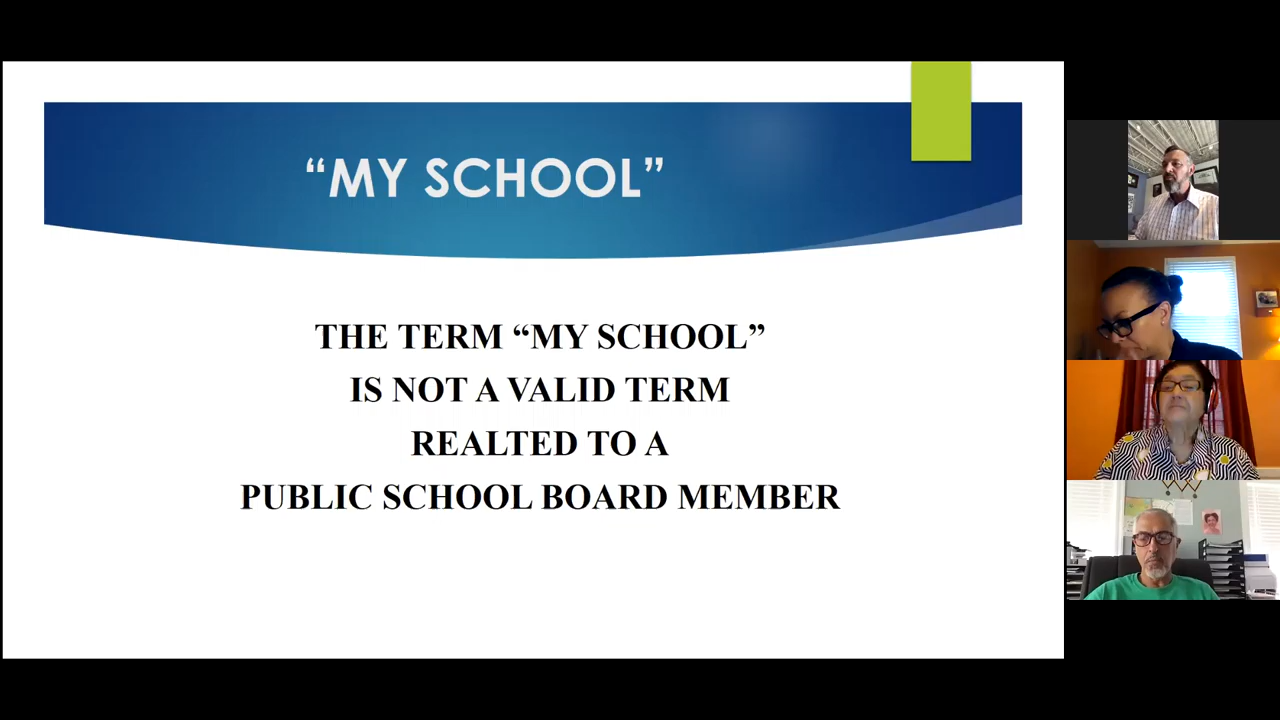 “MY SCHOOL”
THE TERM “MY SCHOOL”
IS NOT A VALID TERM
REALTED TO A
PUBLIC SCHOOL BOARD MEMBER